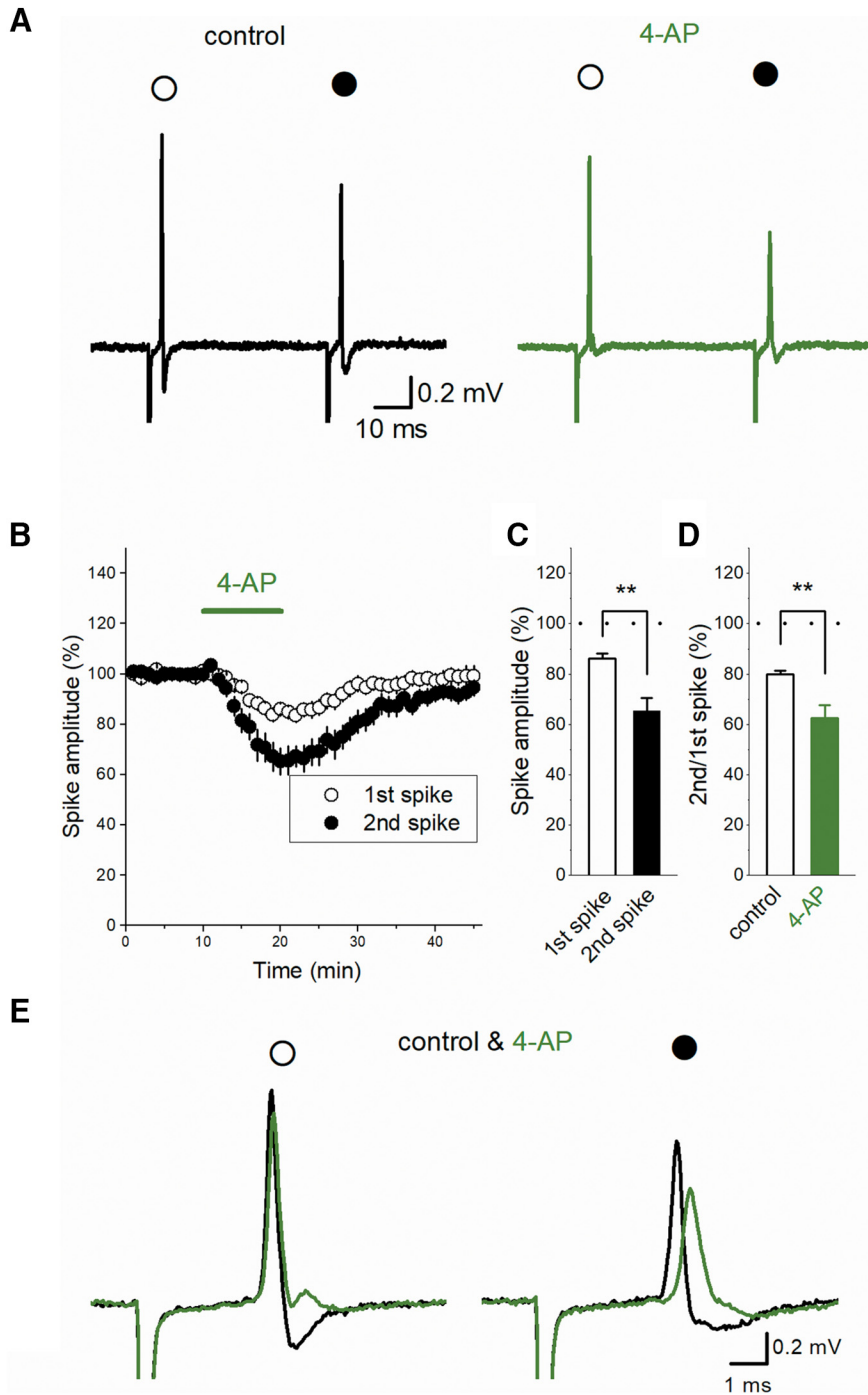 A
control
4-AP
0.2 mV
10 ms
B
4-AP
Spike amplitude (%)
140
120
100
80
60
40
20
0
0 10 20 30 40
Time (min)
1st spike
2nd spike
C
**
Spike amplitude (%)
120
100
80
60
40
20
0
1st spike
2nd spike
D
**
2nd/1st spike (%)
120
100
80
60
40
20
0
control
4-AP
E
control & 4-AP
0.2 mV
1 ms